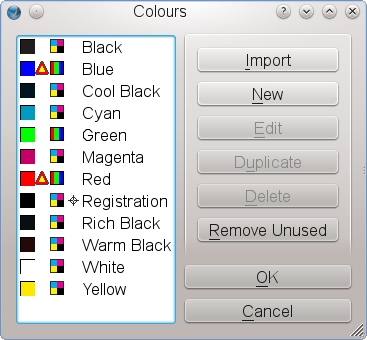 Colours
Black
Blue
Cool Black
Cyan
Green
Magenta
Red
Registration
Rich Black
Warm Black
White
Yellow
Import
New
Edit
Duplicate
Delete
Remove Unused
OK
Cancel